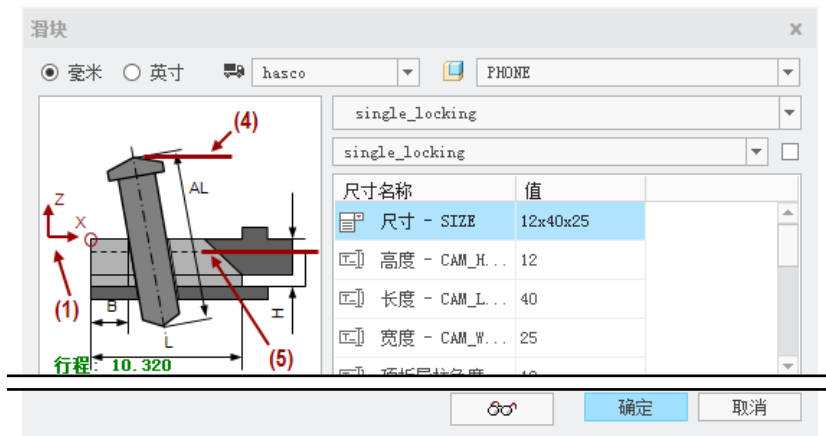 滑块
毫米 英寸 hasco PHONE
single_locking
single_locking
尺寸名称 值
尺寸 - SIZE 12x40x25
高度 - CAM_H... 12
长度 - CAM_L... 40
宽度 - CAM_W... 25
(4)
AL
Z
X
(1)
B
H
L
(5)
行程: 10.320
确定 取消